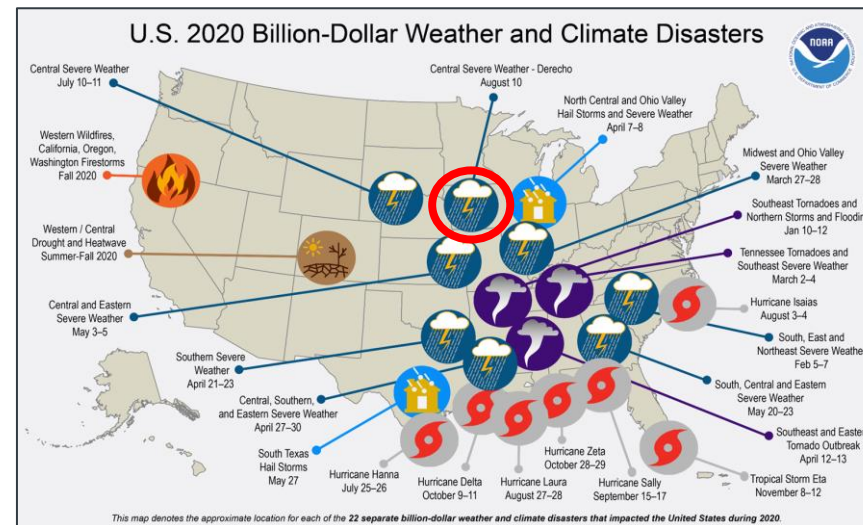 U.S. 2020 Billion-Dollar Weather and Climate Disasters
NOAA
Central Severe Weather
July 10–11
Central Severe Weather - Derecho
August 10
North Central and Ohio Valley
Hail Storms and Severe Weather
April 7–8
Western Wildfires,
California, Oregon,
Washington Firestorms
Fall 2020
Midwest and Ohio Valley
Severe Weather
March 27–28
Southeast Tornadoes and
Northern Storms and Floodin
Jan 10–12
Western / Central
Drought and Heatwave
Summer-Fall 2020
Tennessee Tornadoes and
Southeast Severe Weather
March 2–4
Central and Eastern
Severe Weather
May 3–5
Hurricane Isaias
August 3–4
South, East and
Northeast Severe Weathe
Feb 5–7
Southern Severe
Weather
April 21–23
South, Central and Eastern
Severe Weather
May 20–23
Central, Southern,
and Eastern Severe Weather
April 27–30
Southeast and Easter
Tornado Outbreak
April 12–13
South Texas
Hail Storms
May 27
Hurricane Hanna
July 25–26
Hurricane Delta
October 9–11
Hurricane Laura
August 27–28
Hurricane Zeta
October 28–29
Hurricane Sally
September 15–17
Tropical Storm Eta
November 8–12
This map denotes the approximate location for each of the 22 separate billion-dollar weather and climate disasters that impacted the United States during 2020.